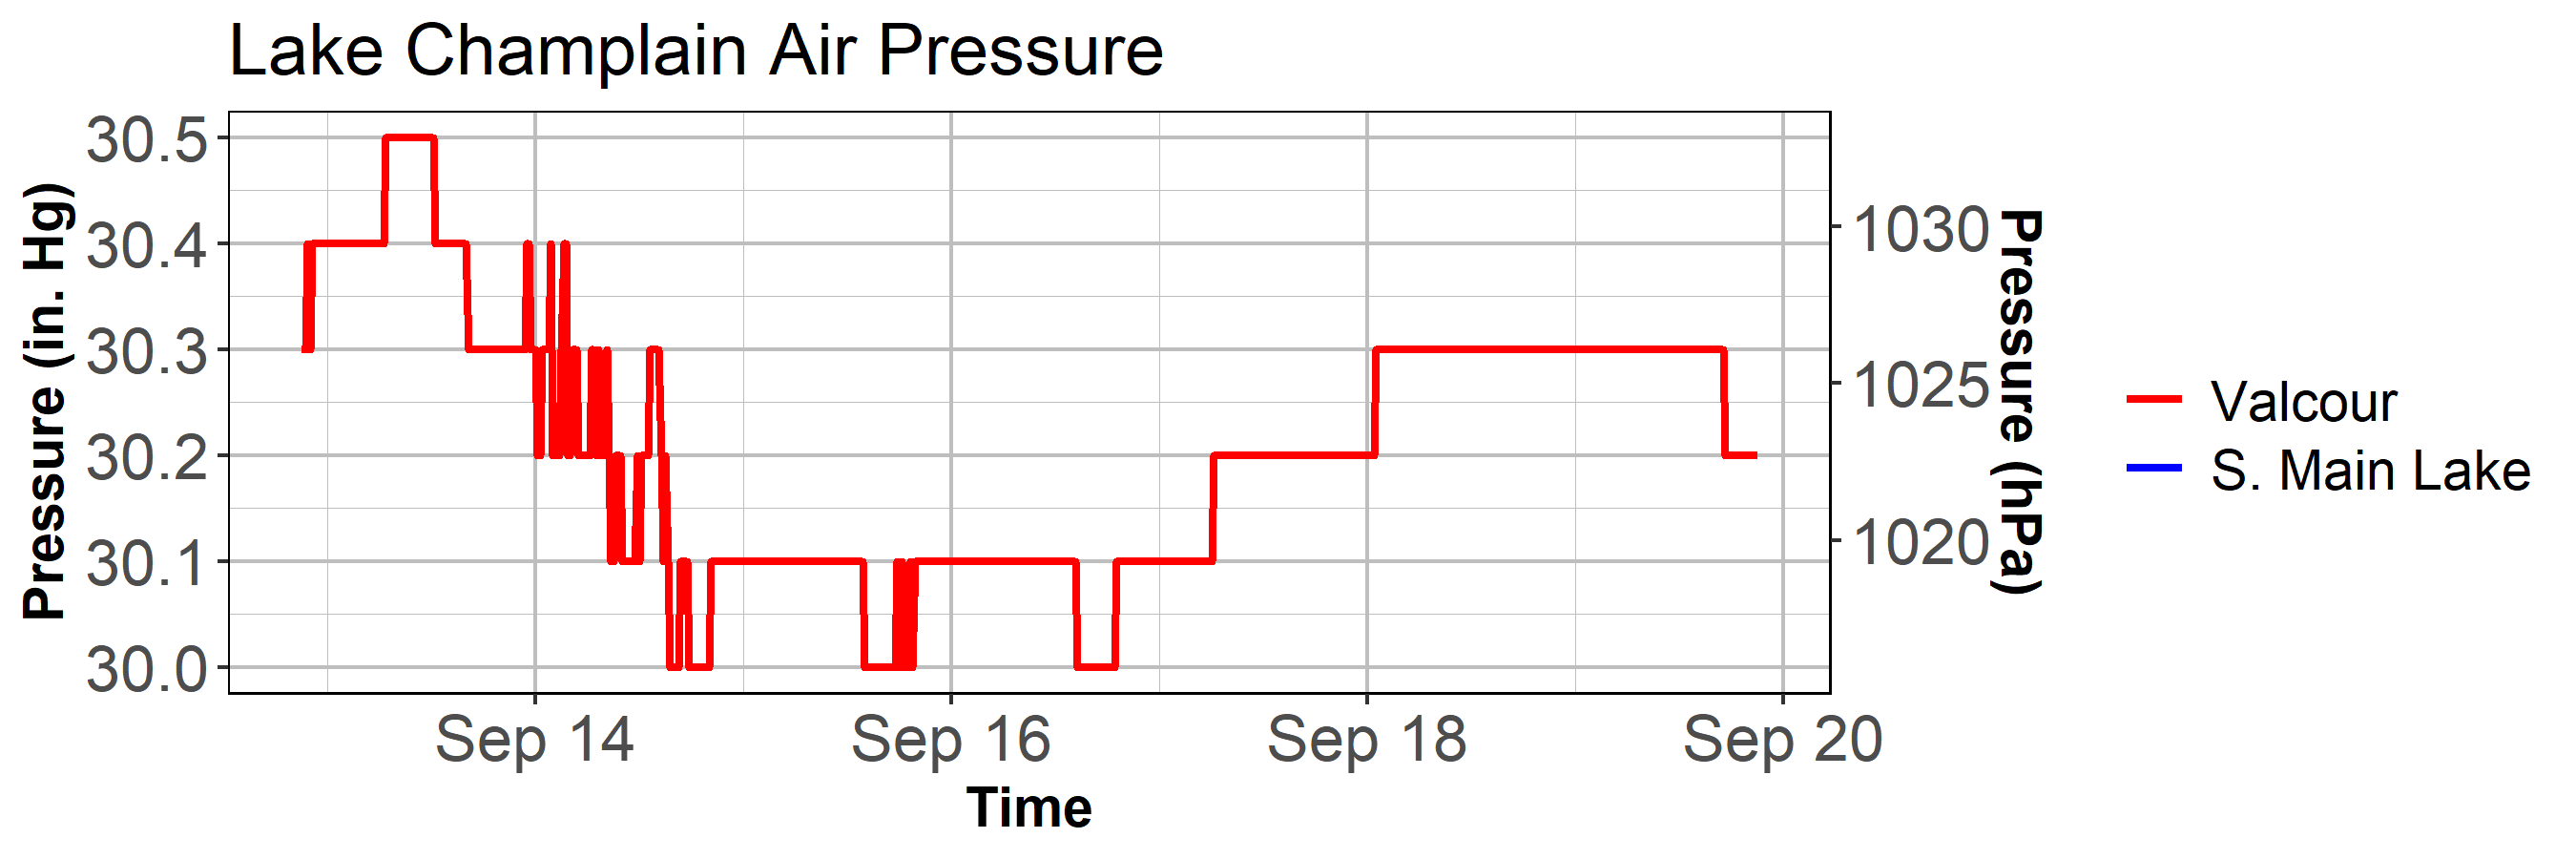 Lake Champlain Air Pressure
Pressure (in. Hg)
30.5
30.4
30.3
30.2
30.1
30.0
1030
1025
1020
Pressure (hPa)
Sep 14 Sep 16 Sep 18 Sep 20
Time
Valcour
S. Main Lake